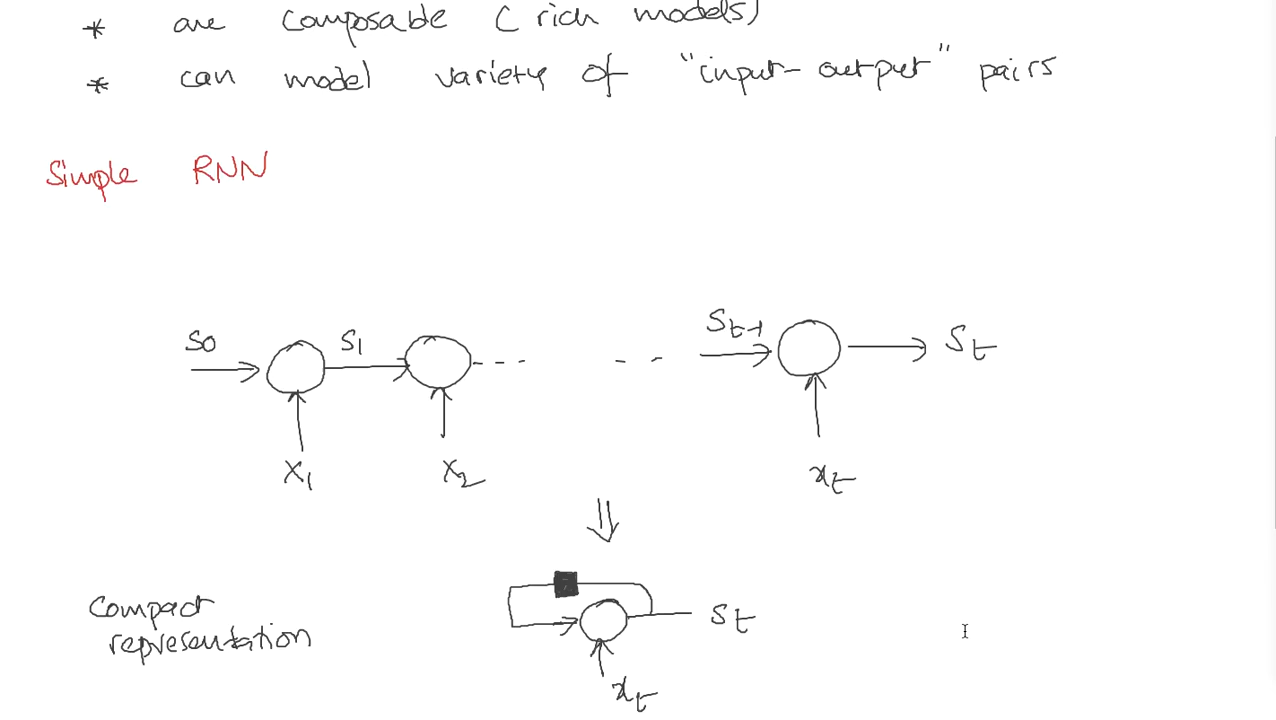 * are composable (rich models)
* can model variety of "input-output" pairs
Simple RNN
S0 S1 St-1 St
X1 X2 xt
Compact
representation
St
xt